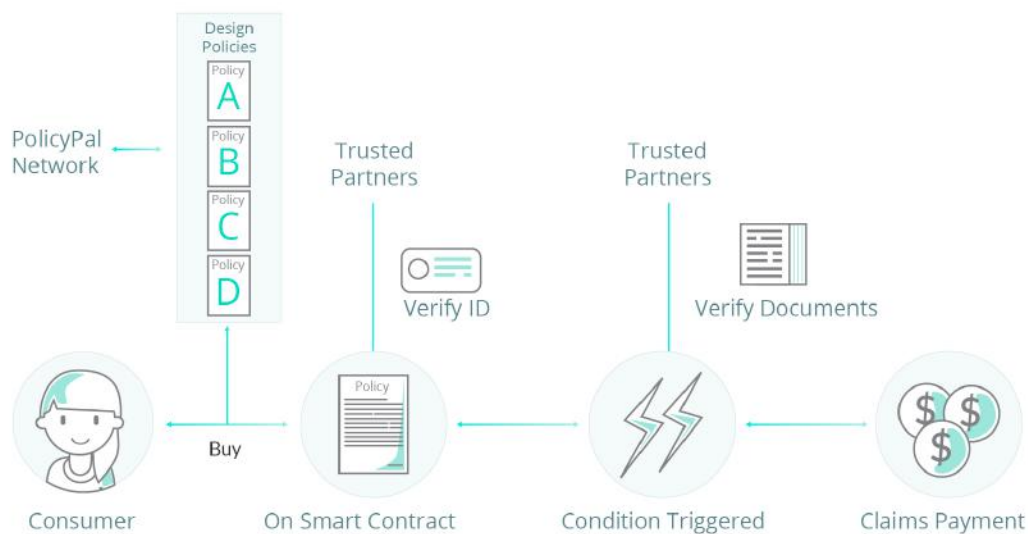 Design
Policies
Policy
A
Policy
B
Policy
C
Policy
D
PolicyPal
Network
Trusted
Partners
Trusted
Partners
Verify ID
Verify Documents
Policy
$
$
$
Buy
Consumer
On Smart Contract
Condition Triggered
Claims Payment